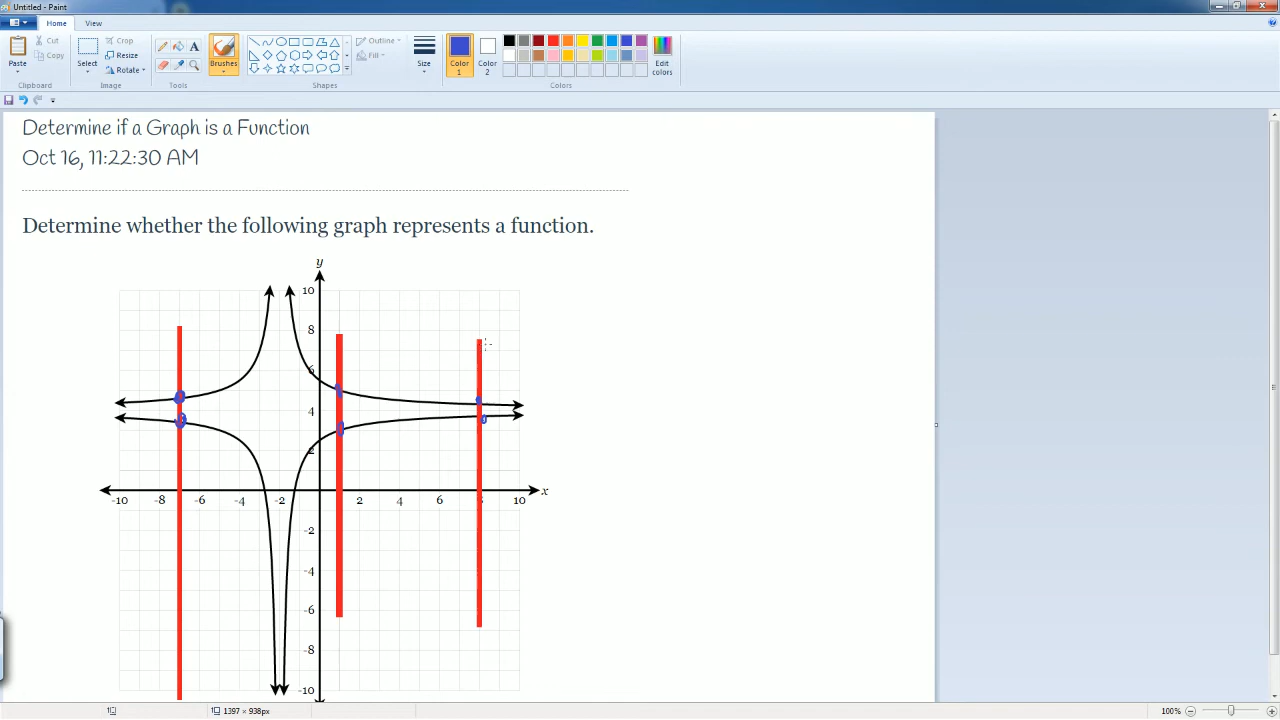 Untitled - Paint
Home View
Paste Cut Copy Clipboard
Select Crop Resize Rotate Image
A Tools
Brushes
Shapes Outline Fill
Size
Color 1 Color 2 Edit colors Colors
Determine if a Graph is a Function
Oct 16, 11:22:30 AM
Determine whether the following graph represents a function.
y
10
8
6
4
2
-10 -8 -6 -4 -2 2 4 6 8 10 x
-2
-4
-6
-8
-10
1397 × 938px 100%